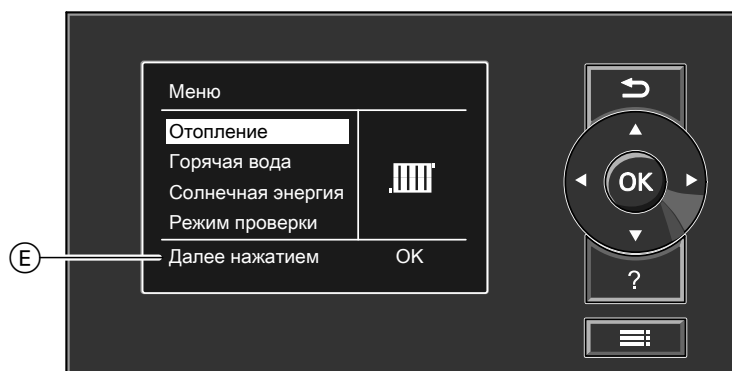 Меню
Отопление
Горячая вода
Солнечная энергия
Режим проверки
Далее нажатием OK
E
OK
?